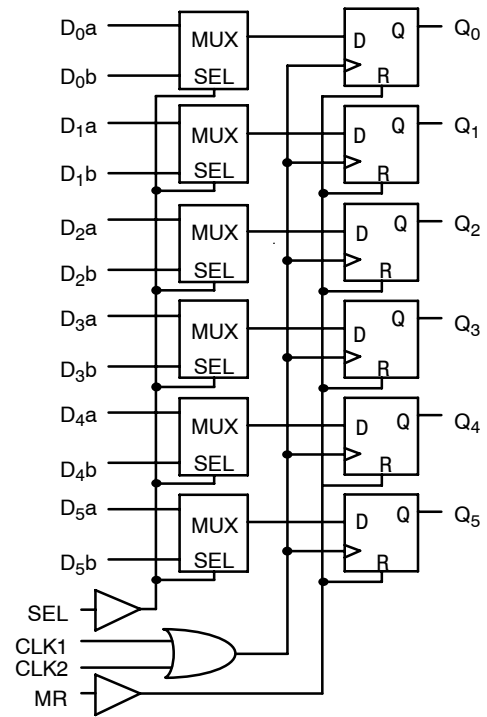 D0a MUX D Q Q0
D0b SEL R
D1a MUX D Q Q1
D1b SEL R
D2a MUX D Q Q2
D2b SEL R
D3a MUX D Q Q3
D3b SEL R
D4a MUX D Q Q4
D4b SEL R
D5a MUX D Q Q5
D5b SEL R
SEL
CLK1
CLK2
MR